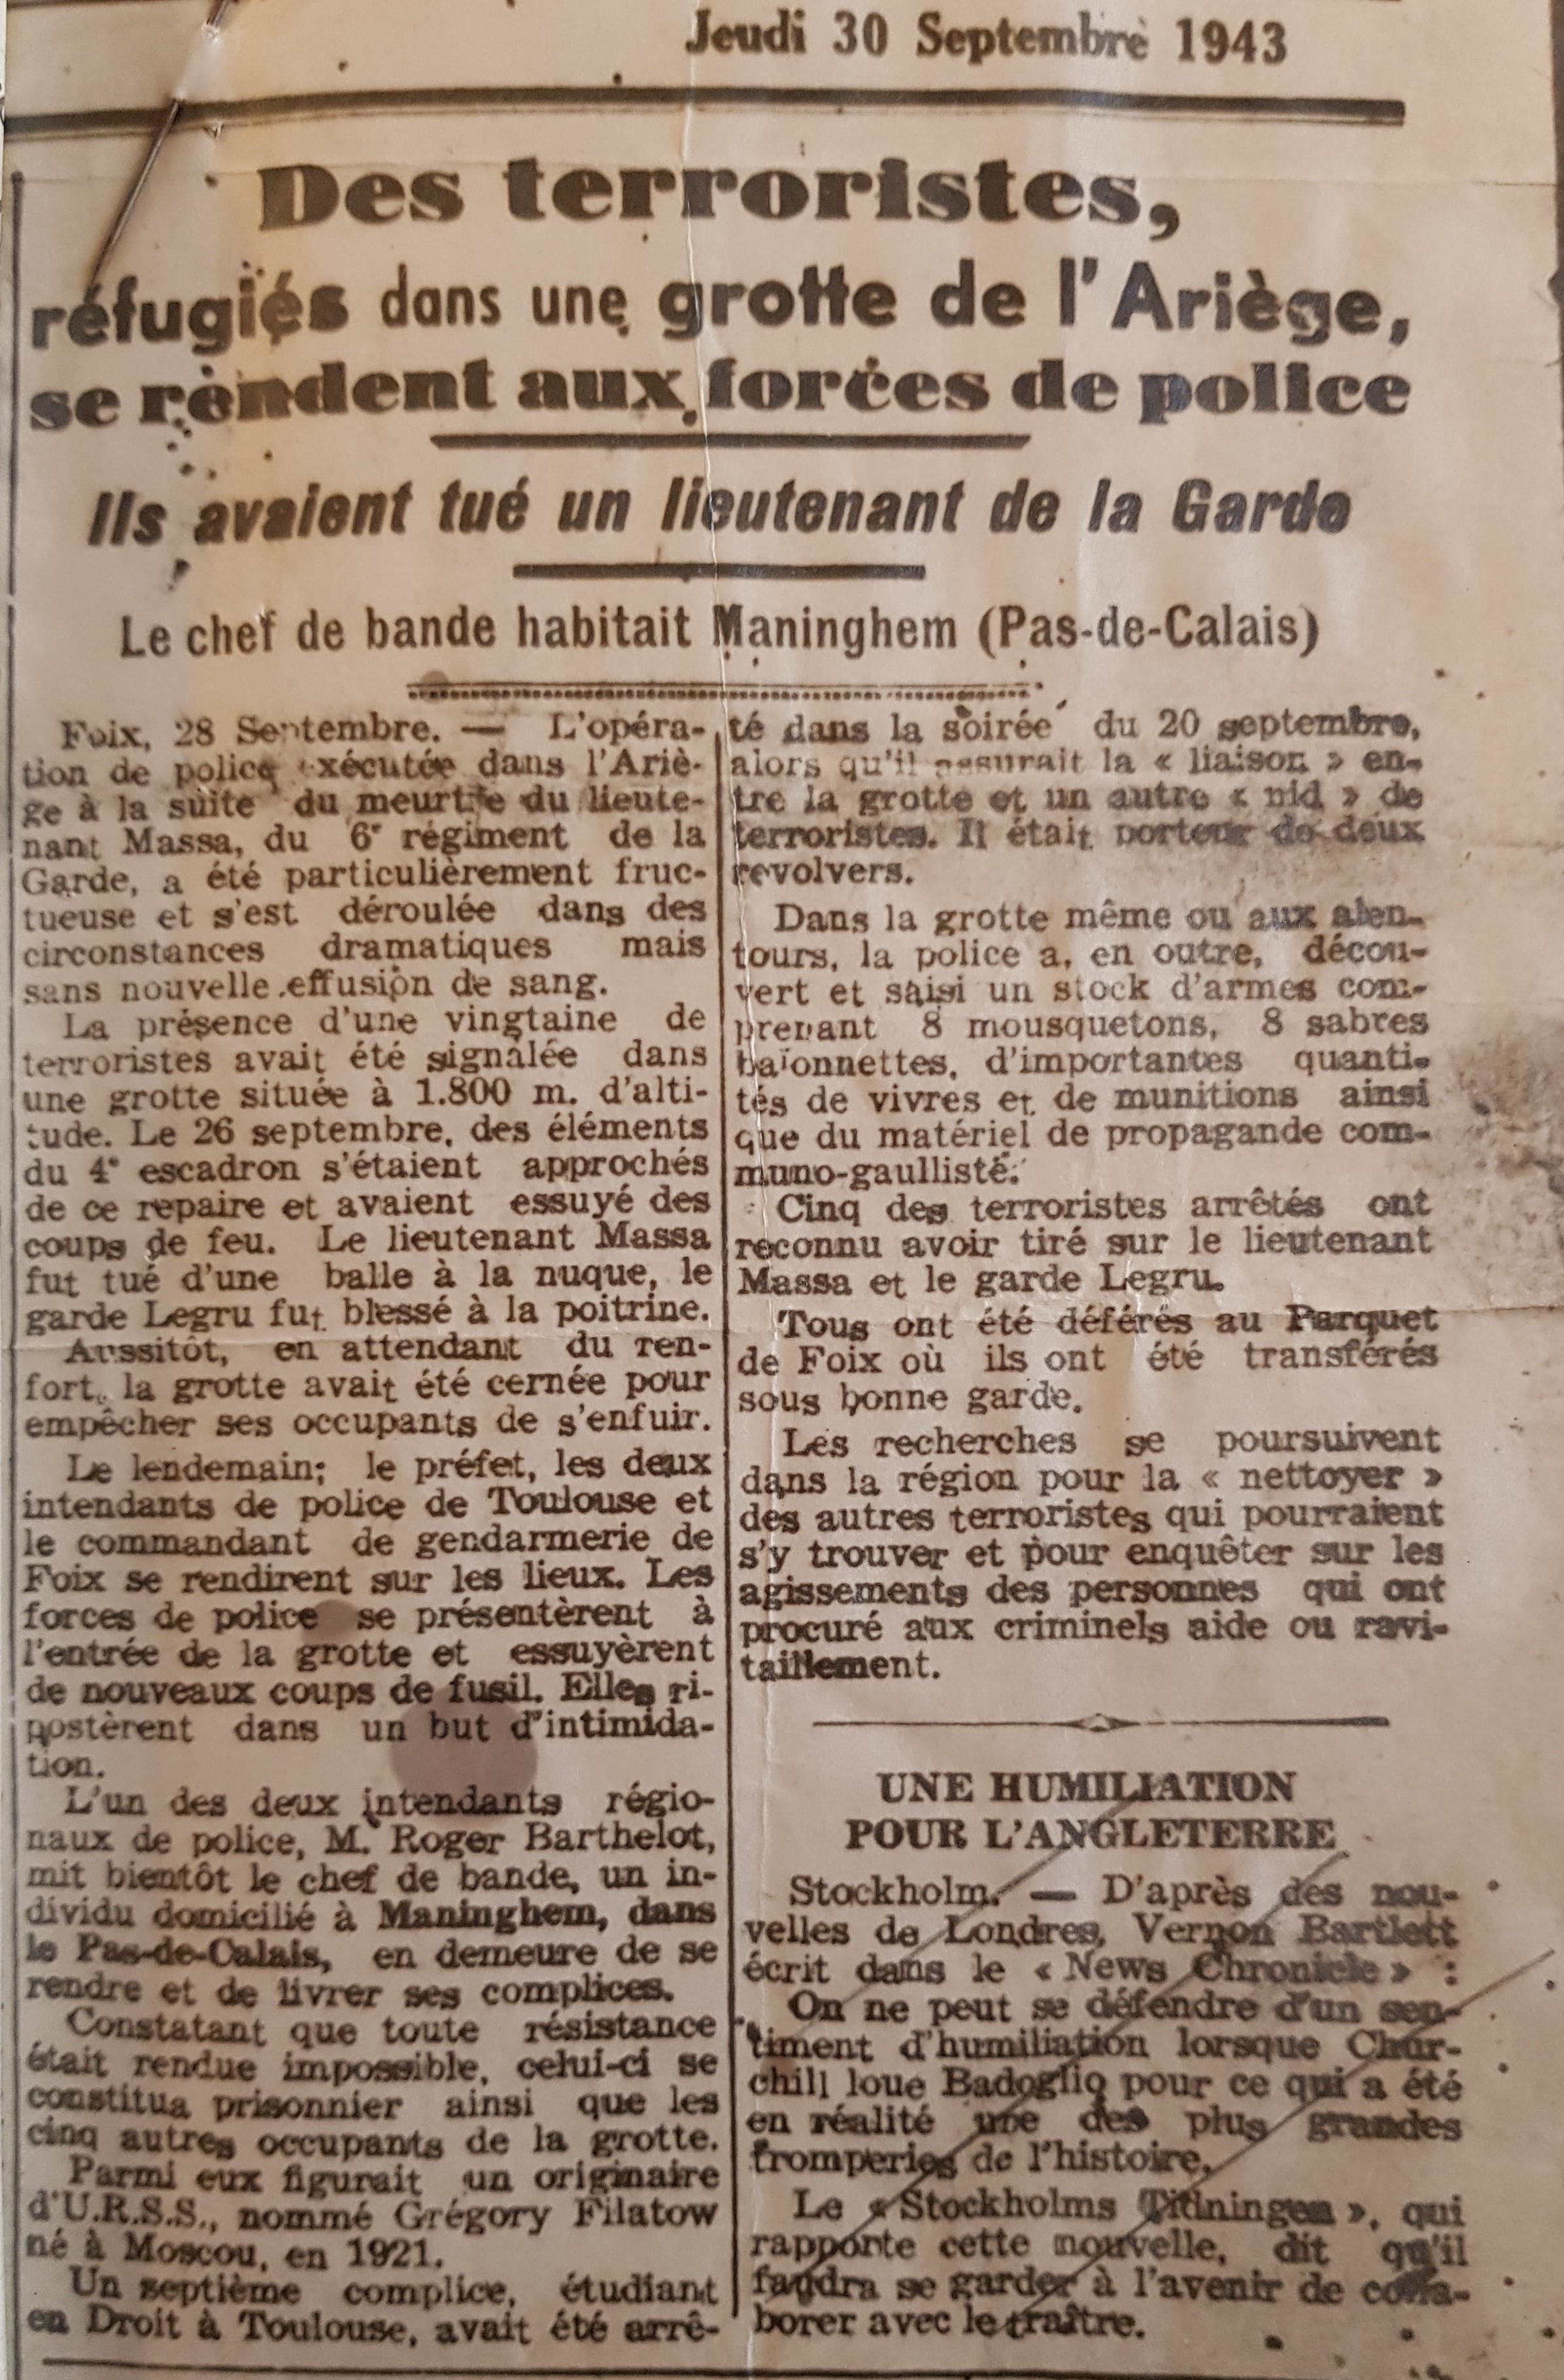 Jeudi 30 Septembre 1943
Des terroristes,
réfugiés dans une grotte de l'Ariège,
se rendent aux forces de police
Ils avaient tué un lieutenant de la Garde
Le chef de bande habitait Maninghem (Pas-de-Calais)
Foix, 28 Septembre. — L'opéra-
tion de police exécutée dans l'Ariè-
ge à la suite du meurtre du lieute-
nant Massa, du 6e régiment de la
Garde, a été particulièrement fruc-
tueuse et s'est déroulée dans des
circonstances dramatiques mais
sans nouvelle effusion de sang.
La présence d'une vingtaine de
terroristes avait été signalée dans
une grotte située à 1.800 m. d'alti-
tude. Le 26 septembre, des éléments
du 4e escadron s'étaient approchés
de ce repaire et avaient essuyé des
coups de feu. Le lieutenant Massa
fut tué d'une balle à la nuque, le
garde Legru fut blessé à la poitrine.
Aussitôt, en attendant du ren-
fort, la grotte avait été cernée pour
empêcher ses occupants de s'enfuir.
Le lendemain; le préfet, les deux
intendants de police de Toulouse et
le commandant de gendarmerie de
Foix se rendirent sur les lieux. Les
forces de police se présentèrent à
l'entrée de la grotte et essuyèrent
de nouveaux coups de fusil. Elles ri-
postèrent dans un but d'intimida-
tion.
L'un des deux intendants régio-
naux de police, M. Roger Barthelot,
mit bientôt le chef de bande, un in-
dividu domicilié à Maninghem, dans
le Pas-de-Calais, en demeure de se
rendre et de livrer ses complices.
Constatant que toute résistance
était rendue impossible, celui-ci se
constitua prisonnier ainsi que les
cinq autres occupants de la grotte.
Parmi eux figurait un originaire
d'U.R.S.S., nommé Grégory Filatow
né à Moscou, en 1921.
Un septième complice, étudiant
en Droit à Toulouse, avait été arrê-
té dans la soirée du 20 septembre,
alors qu'il assurait la « liaison » en-
tre la grotte et un autre « nid » de
terroristes. Il était porteur de deux
revolvers.
Dans la grotte même ou aux alen-
tours, la police a, en outre, décou-
vert et saisi un stock d'armes com-
prenant 8 mousquetons, 8 sabres
baïonnettes, d'importantes quanti-
tés de vivres et de munitions ainsi
que du matériel de propagande com-
muno-gaulliste.
Cinq des terroristes arrêtés ont
reconnu avoir tiré sur le lieutenant
Massa et le garde Legru.
Tous ont été déférés au Parquet
de Foix où ils ont été transférés
sous bonne garde.
Les recherches se poursuivent
dans la région pour la « nettoyer »
des autres terroristes qui pourraient
s'y trouver et pour enquêter sur les
agissements des personnes qui ont
procuré aux criminels aide ou ravi-
taillement.
UNE HUMILIATION
POUR L'ANGLETERRE
Stockholm. — D'après des nou-
velles de Londres, Vernon Bartlett
écrit dans le « News Chronicle » :
On ne peut se défendre d'un sen-
timent d'humiliation lorsque Chur-
chill loue Badoglio pour ce qui a été
en réalité une des plus grandes
tromperies de l'histoire.
Le « Stockholms Tidningen », qui
rapporte cette nouvelle, dit qu'il
faudra se garder à l'avenir de colla-
borer avec le traître.